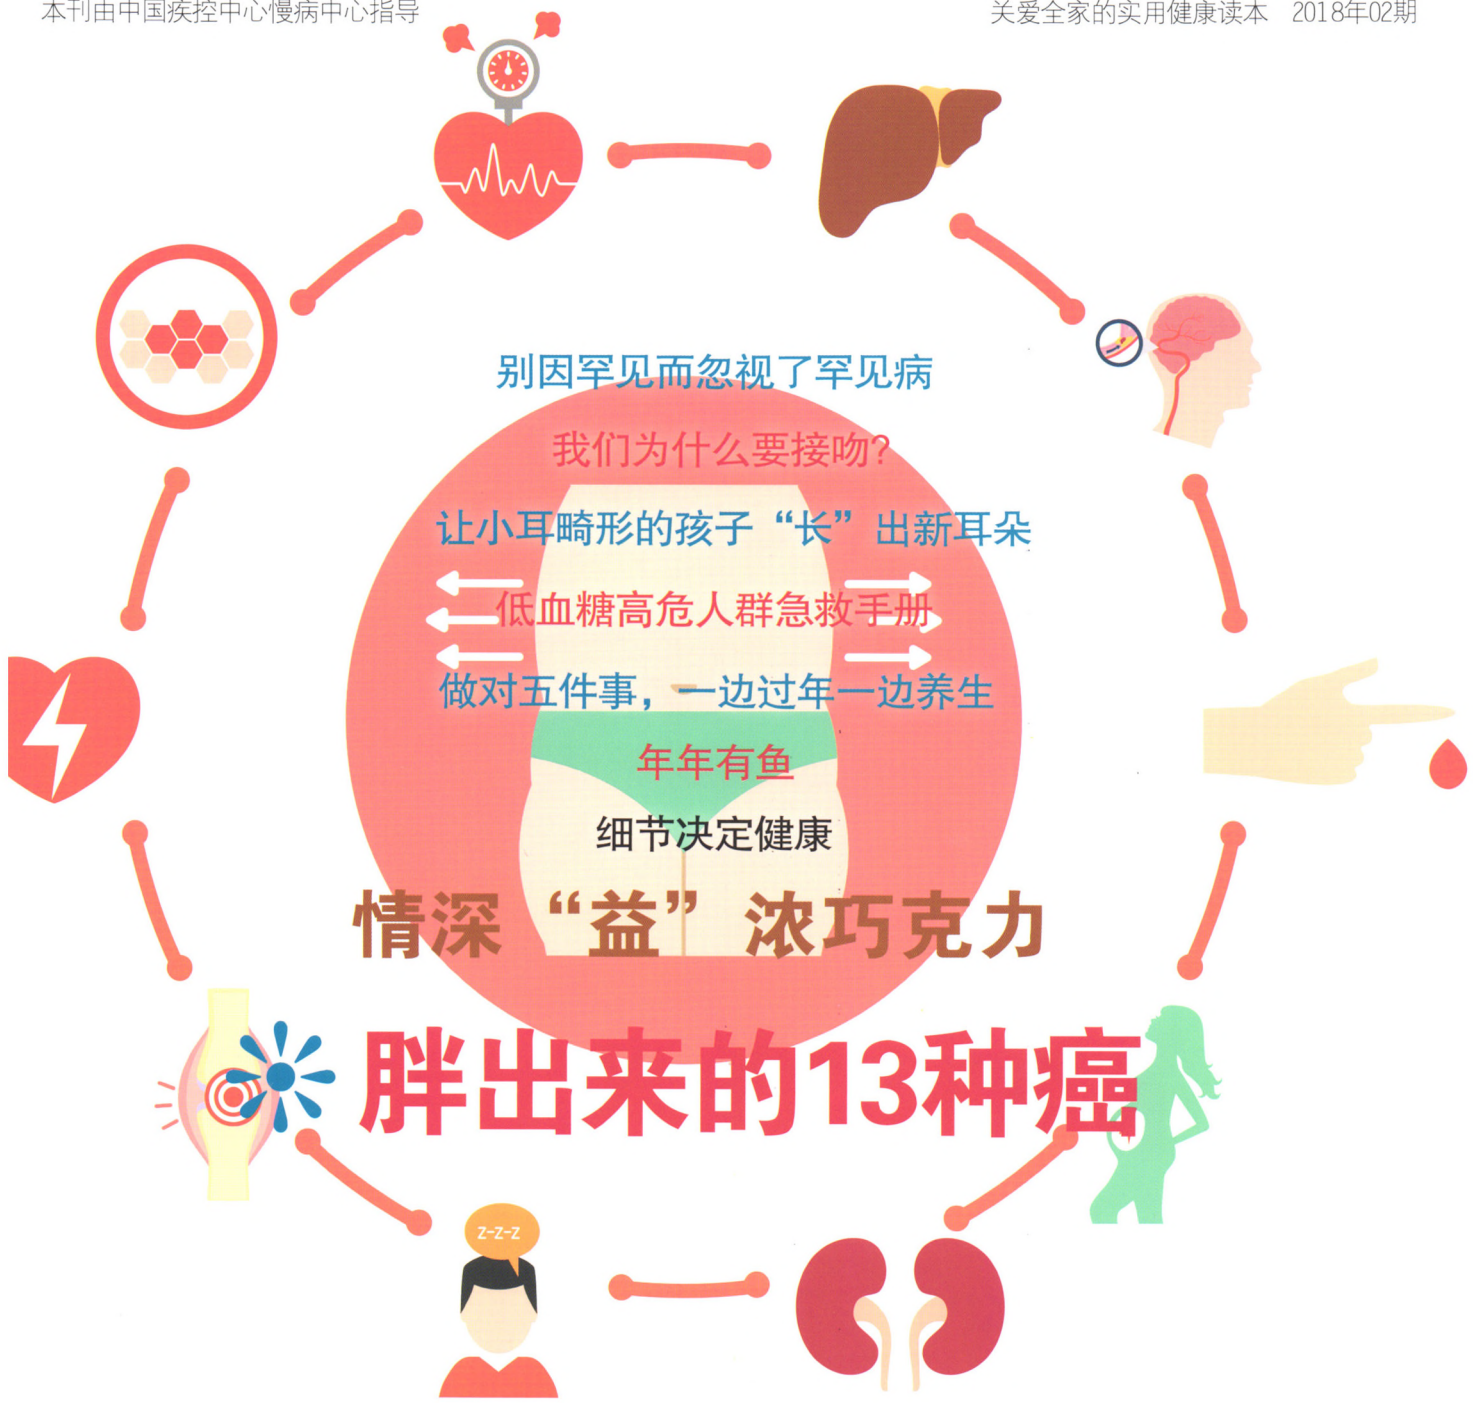 本刊由中国疾控中心慢病中心指导
关爱全家的实用健康读本 2018年02期
别因罕见而忽视了罕见病
我们为什么要接吻？
让小耳畸形的孩子“长”出新耳朵
低血糖高危人群急救手册
做对五件事，一边过年一边养生
年年有鱼
细节决定健康
情深“益”浓巧克力
胖出来的13种癌
z-z-z